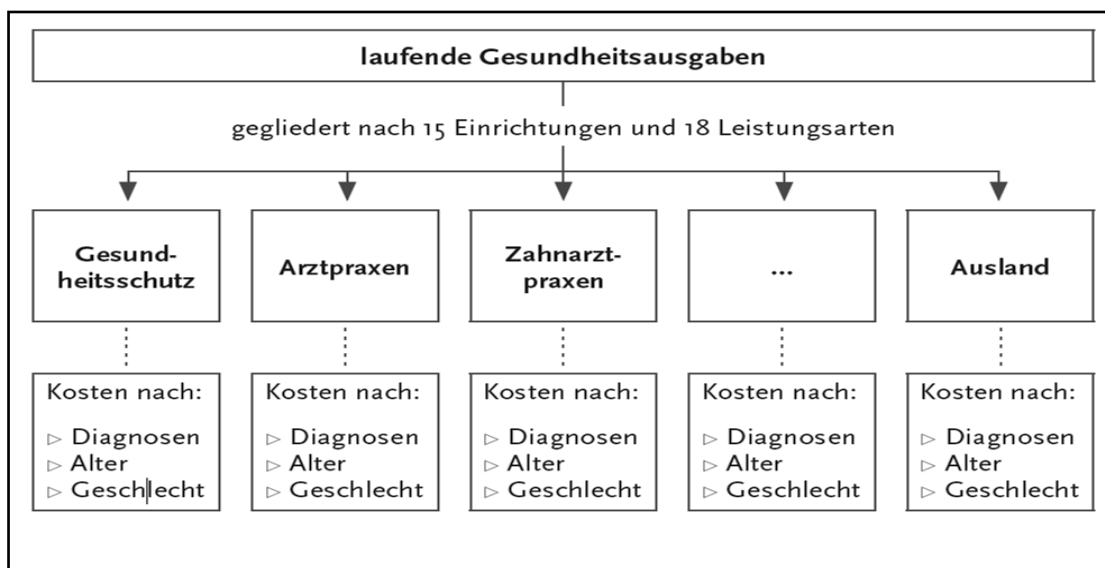 laufende Gesundheitsausgaben
gegliedert nach 15 Einrichtungen und 18 Leistungsarten
Gesund-
heitsschutz
Arztpraxen
Zahnarzt-
praxen
...
Ausland
Kosten nach:
▷ Diagnosen
▷ Alter
▷ Geschlecht
Kosten nach:
▷ Diagnosen
▷ Alter
▷ Geschlecht
Kosten nach:
▷ Diagnosen
▷ Alter
▷ Geschlecht
Kosten nach:
▷ Diagnosen
▷ Alter
▷ Geschlecht
Kosten nach:
▷ Diagnosen
▷ Alter
▷ Geschlecht